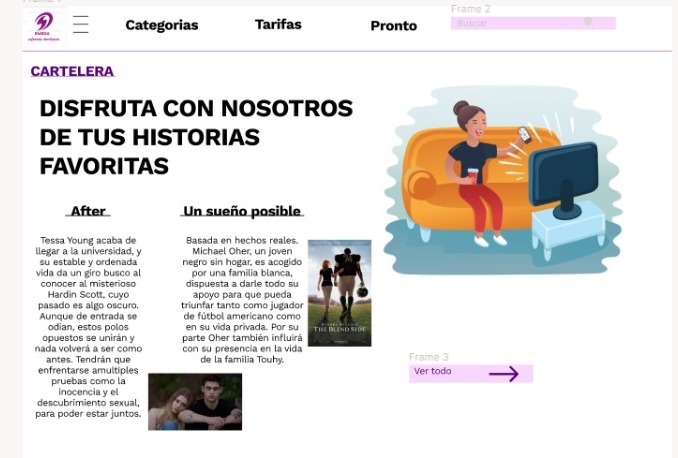 Frame 2
Categorias
Tarifas
Pronto
Buscar
CARTELERA
DISFRUTA CON NOSOTROS
DE TUS HISTORIAS
FAVORITAS
After
Tessa Young acaba de
llegar a la universidad, y
su estable y ordenada
vida da un giro busco al
conocer al misterioso
Hardin Scott, cuyo
pasado es algo oscuro.
Aunque de entrada se
odian, estos polos
opuestos se unirán y
nada volverá a ser como
antes. Tendrán que
enfrentarse amultiples
pruebas como la
inocencia y el
descubrimiento sexual,
para poder estar juntos.
Un sueño posible
Basada en hechos reales.
Michael Oher, un joven
negro sin hogar, es acogido
por una familia blanca,
dispuesta a darle todo su
apoyo para que pueda
triunfar tanto como jugador
de fútbol americano como
en su vida privada. Por su
parte Oher también influirá
con su presencia en la vida
de la familia Touhy.
THE BLIND SIDE
Frame 3
Ver todo